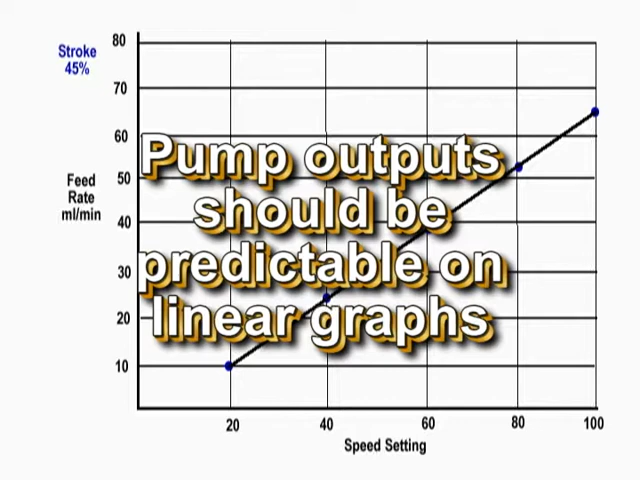 Stroke
45%
80
70
60
50
40
30
20
10
Feed
Rate
ml/min
Pump outputs
should be
predictable on
linear graphs
20 40 60 80 100
Speed Setting